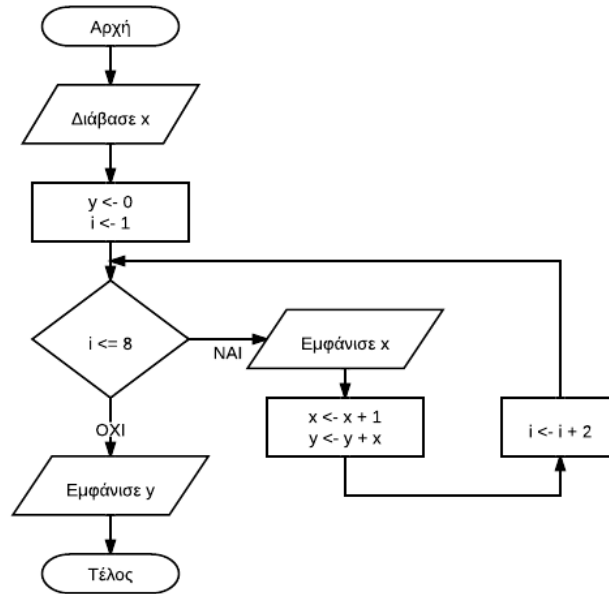 Αρχή
Διάβασε x
y <- 0
i <- 1
i <= 8
ΝΑΙ
Εμφάνισε x
x <- x + 1
y <- y + x
i <- i + 2
ΟΧΙ
Εμφάνισε y
Τέλος